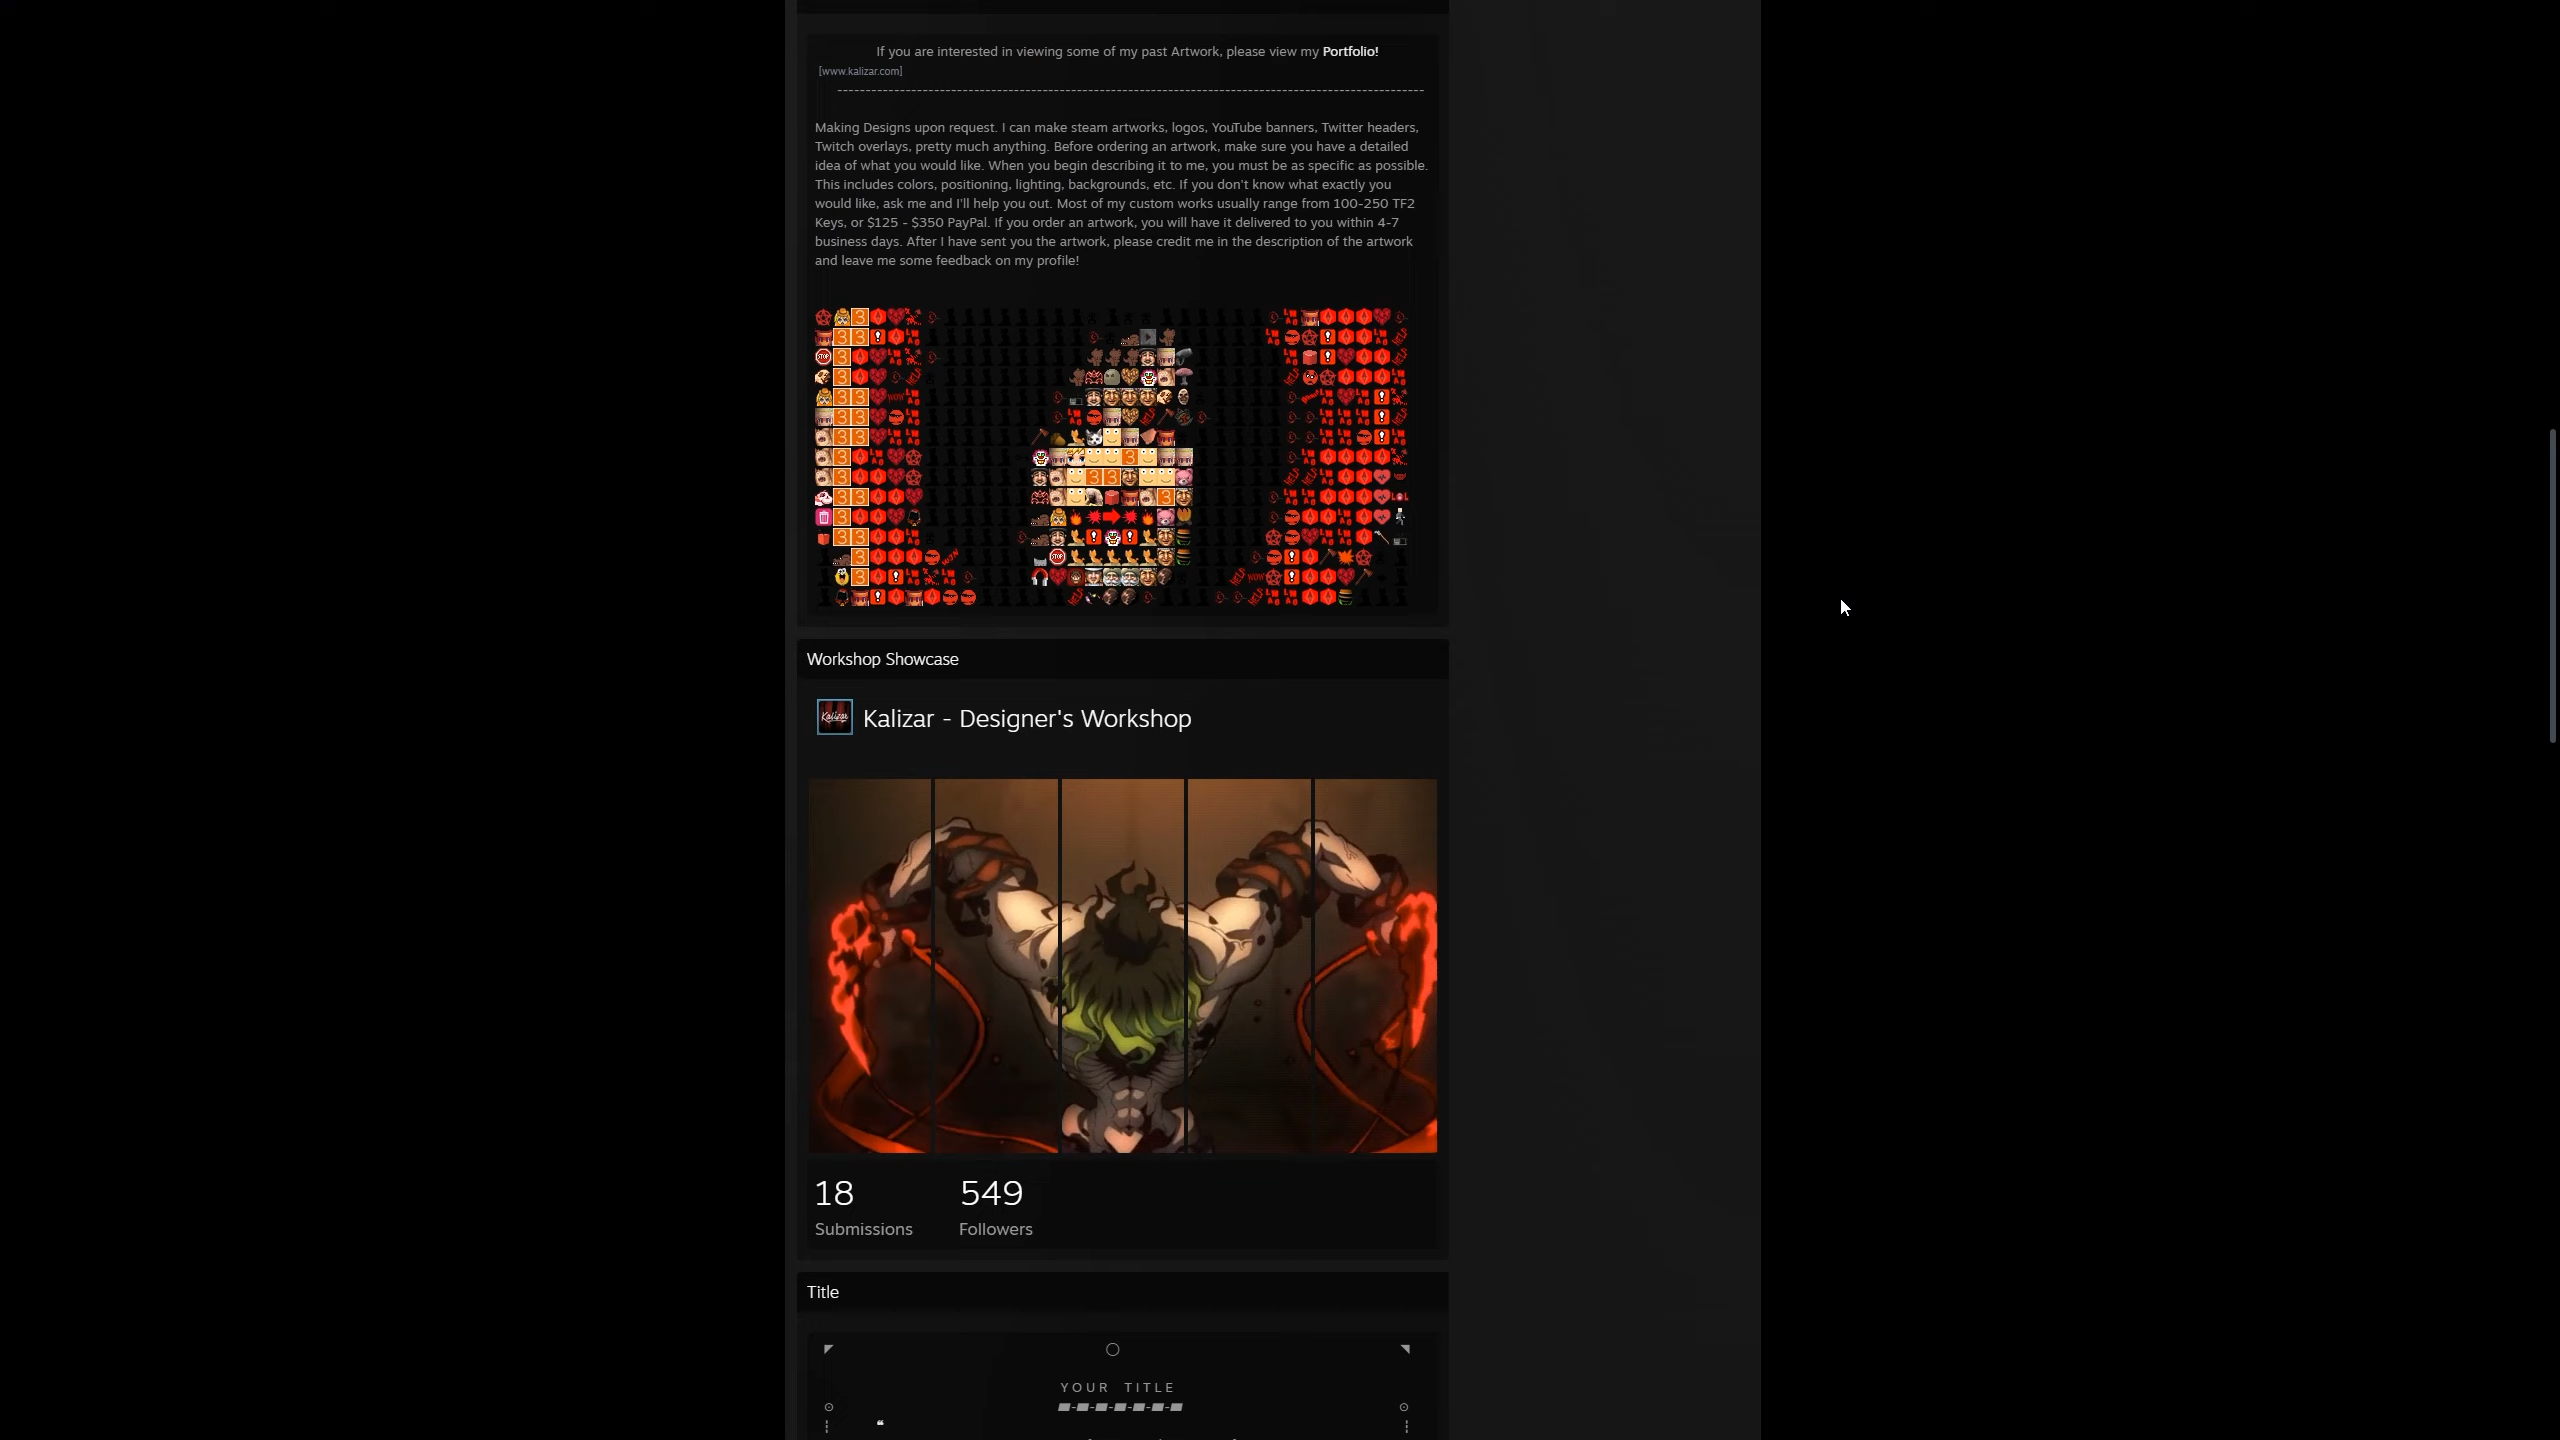 If you are interested in viewing some of my past Artwork, please view my Portfolio!
[www.kalizar.com]
Making Designs upon request. I can make steam artworks, logos, YouTube banners, Twitter headers,
Twitch overlays, pretty much anything. Before ordering an artwork, make sure you have a detailed
idea of what you would like. When you begin describing it to me, you must be as specific as possible.
This includes colors, positioning, lighting, backgrounds, etc. If you don't know what exactly you
would like, ask me and I'll help you out. Most of my custom works usually range from 100-250 TF2
Keys, or $125 - $350 PayPal. If you order an artwork, you will have it delivered to you within 4-7
business days. After I have sent you the artwork, please credit me in the description of the artwork
and leave me some feedback on my profile!
Workshop Showcase
Kalizar
Kalizar - Designer's Workshop
18 549
Submissions Followers
Title
YOUR TITLE
❝